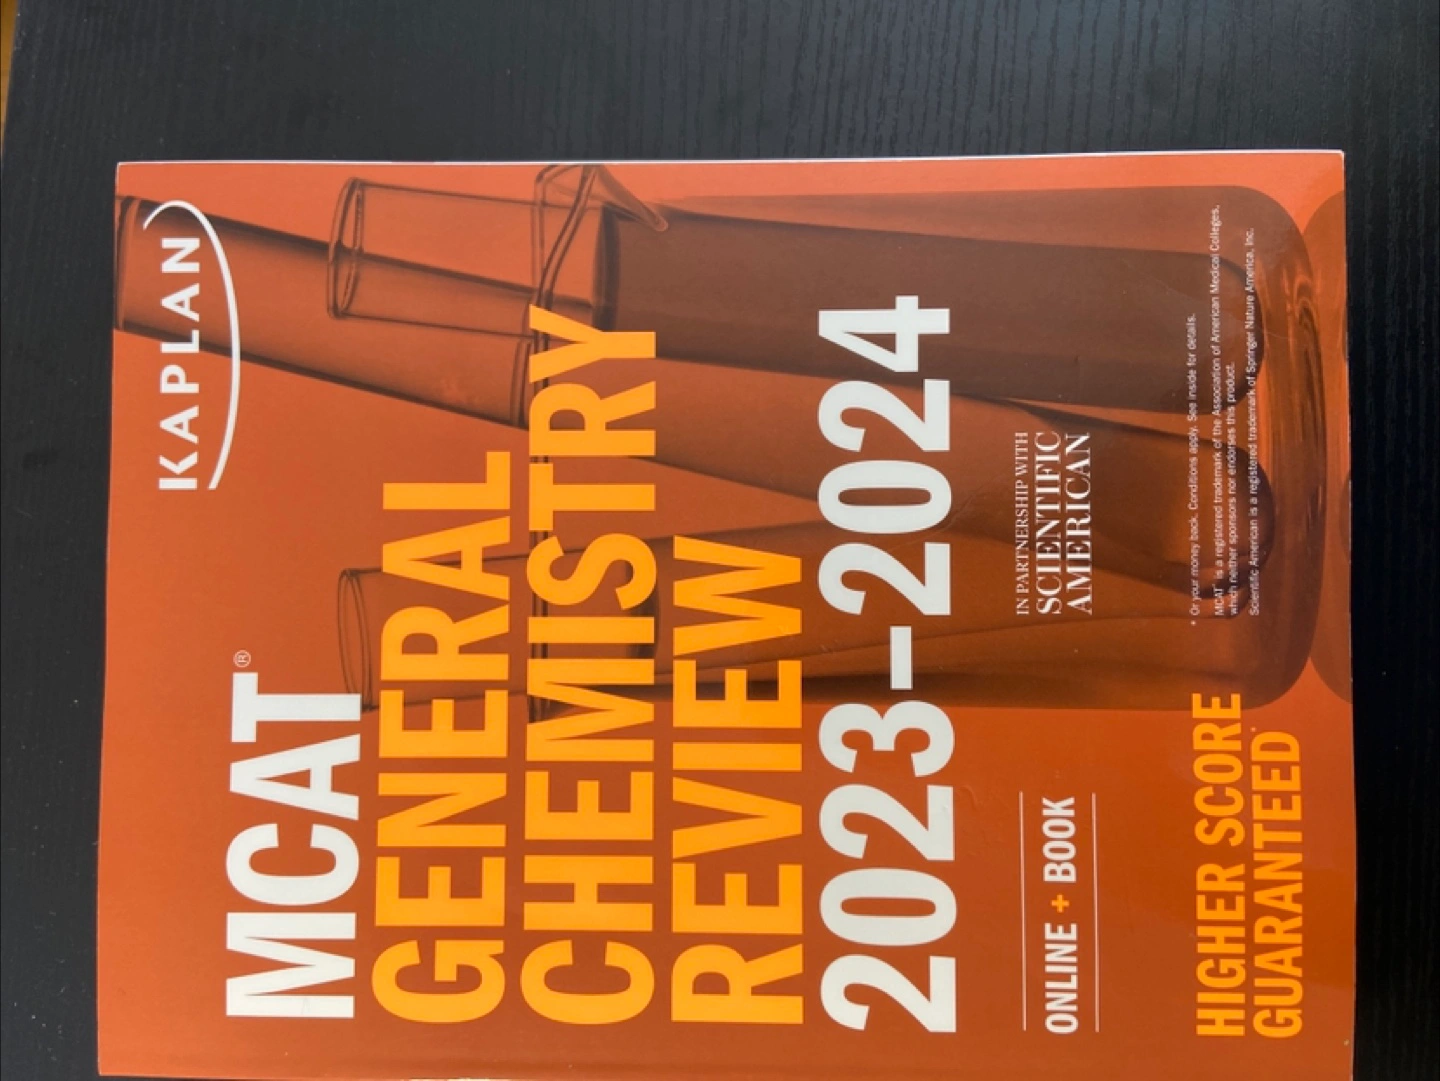 KAPLAN
MCAT®
GENERAL
CHEMISTRY
REVIEW
2023–2024
ONLINE + BOOK
IN PARTNERSHIP WITH
SCIENTIFIC
AMERICAN
HIGHER SCORE
GUARANTEED*
* Or your money back. Conditions apply. See inside for details.
MCAT® is a registered trademark of the Association of American Medical Colleges,
which neither sponsors nor endorses this product.
Scientific American is a registered trademark of Springer Nature America, Inc.